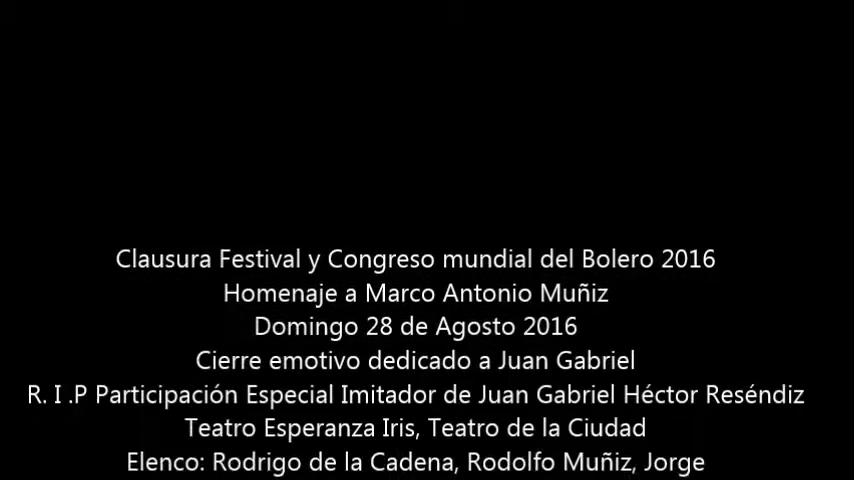 Clausura Festival y Congreso mundial del Bolero 2016
Homenaje a Marco Antonio Muñiz
Domingo 28 de Agosto 2016
Cierre emotivo dedicado a Juan Gabriel
R. I .P Participación Especial Imitador de Juan Gabriel Héctor Reséndiz
Teatro Esperanza Iris, Teatro de la Ciudad
Elenco: Rodrigo de la Cadena, Rodolfo Muñiz, Jorge